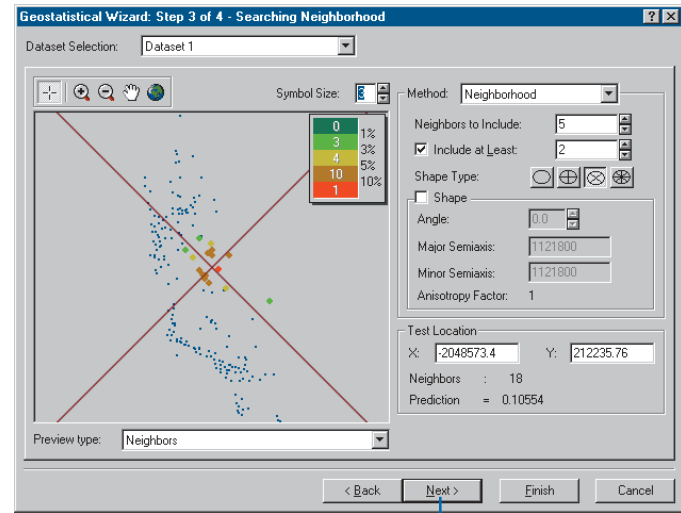 Geostatistical Wizard: Step 3 of 4 - Searching Neighborhood
Dataset Selection: Dataset 1
Symbol Size: 3
0
3
4
10
1
1%
3%
5%
10%
Method: Neighborhood
Neighbors to Include: 5
Include at Least: 2
Shape Type:
Shape
Angle: 0.0
Major Semiaxis: 1121800
Minor Semiaxis: 1121800
Anisotropy Factor: 1
Test Location
X: -2048573.4 Y: 212235.76
Neighbors : 18
Prediction = 0.10554
Preview type: Neighbors
< Back Next > Finish Cancel